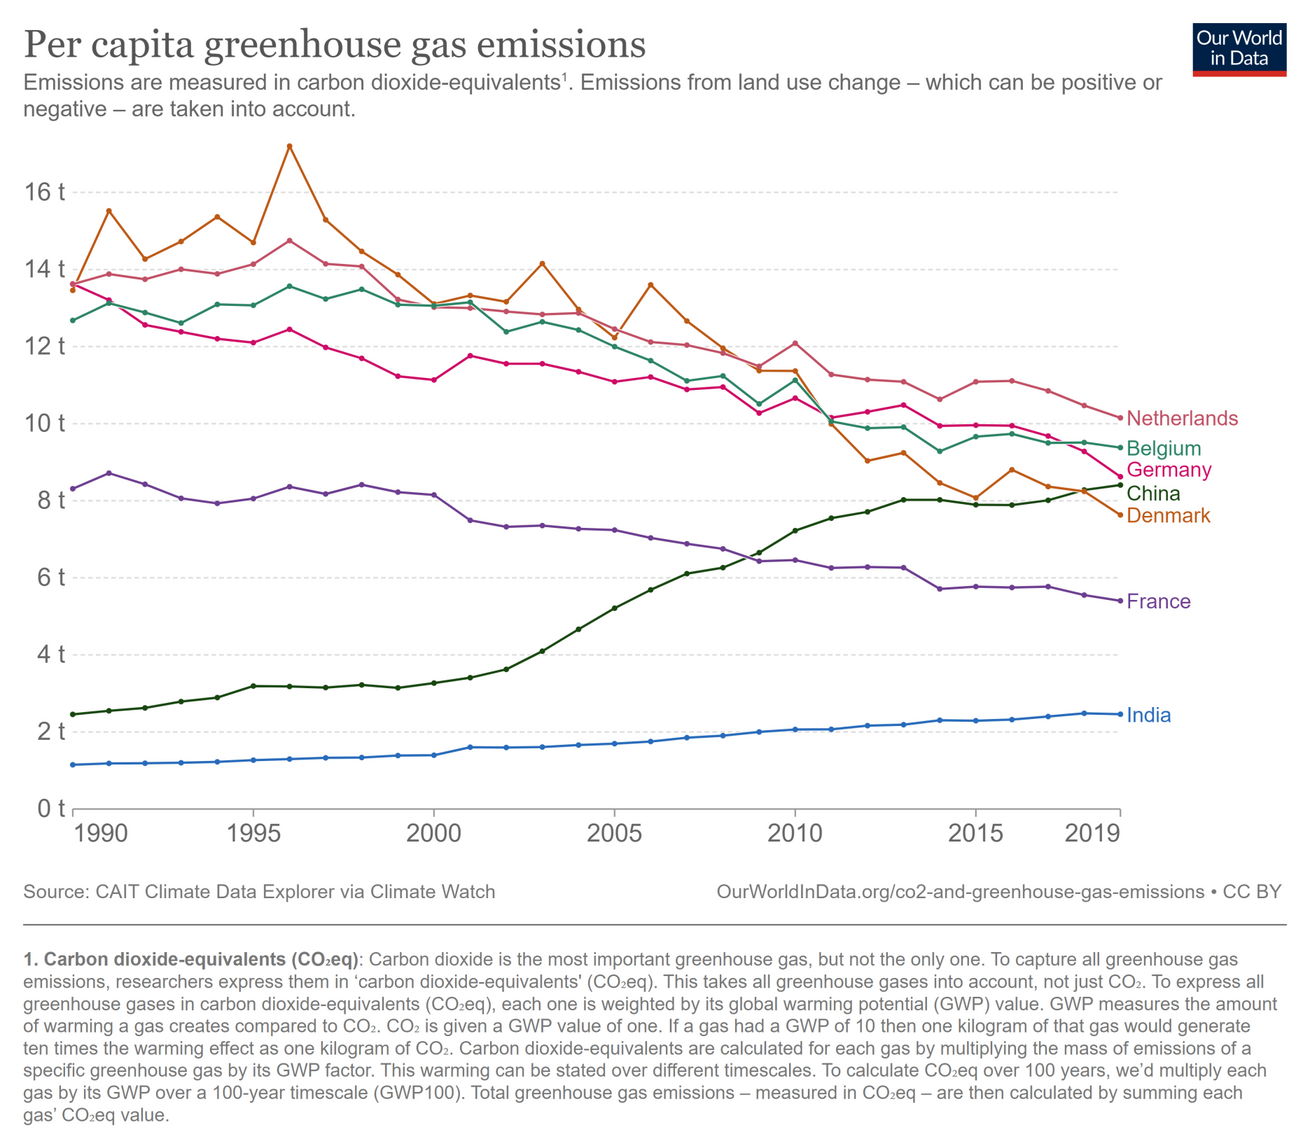 Per capita greenhouse gas emissions
Our World
in Data
Emissions are measured in carbon dioxide-equivalents¹. Emissions from land use change – which can be positive or
negative – are taken into account.
16 t
14 t
12 t
10 t
8 t
6 t
4 t
2 t
0 t
Netherlands
Belgium
Germany
China
Denmark
France
India
1990 1995 2000 2005 2010 2015 2019
Source: CAIT Climate Data Explorer via Climate Watch
OurWorldInData.org/co2-and-greenhouse-gas-emissions • CC BY
1. Carbon dioxide-equivalents (CO₂eq): Carbon dioxide is the most important greenhouse gas, but not the only one. To capture all greenhouse gas
emissions, researchers express them in ‘carbon dioxide-equivalents' (CO₂eq). This takes all greenhouse gases into account, not just CO₂. To express all
greenhouse gases in carbon dioxide-equivalents (CO₂eq), each one is weighted by its global warming potential (GWP) value. GWP measures the amount
of warming a gas creates compared to CO₂. CO₂ is given a GWP value of one. If a gas had a GWP of 10 then one kilogram of that gas would generate
ten times the warming effect as one kilogram of CO₂. Carbon dioxide-equivalents are calculated for each gas by multiplying the mass of emissions of a
specific greenhouse gas by its GWP factor. This warming can be stated over different timescales. To calculate CO₂eq over 100 years, we’d multiply each
gas by its GWP over a 100-year timescale (GWP100). Total greenhouse gas emissions – measured in CO₂eq – are then calculated by summing each
gas’ CO₂eq value.